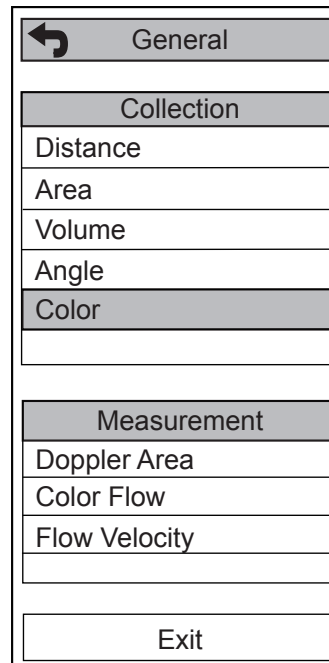 General
Collection
Distance
Area
Volume
Angle
Color
Measurement
Doppler Area
Color Flow
Flow Velocity
Exit